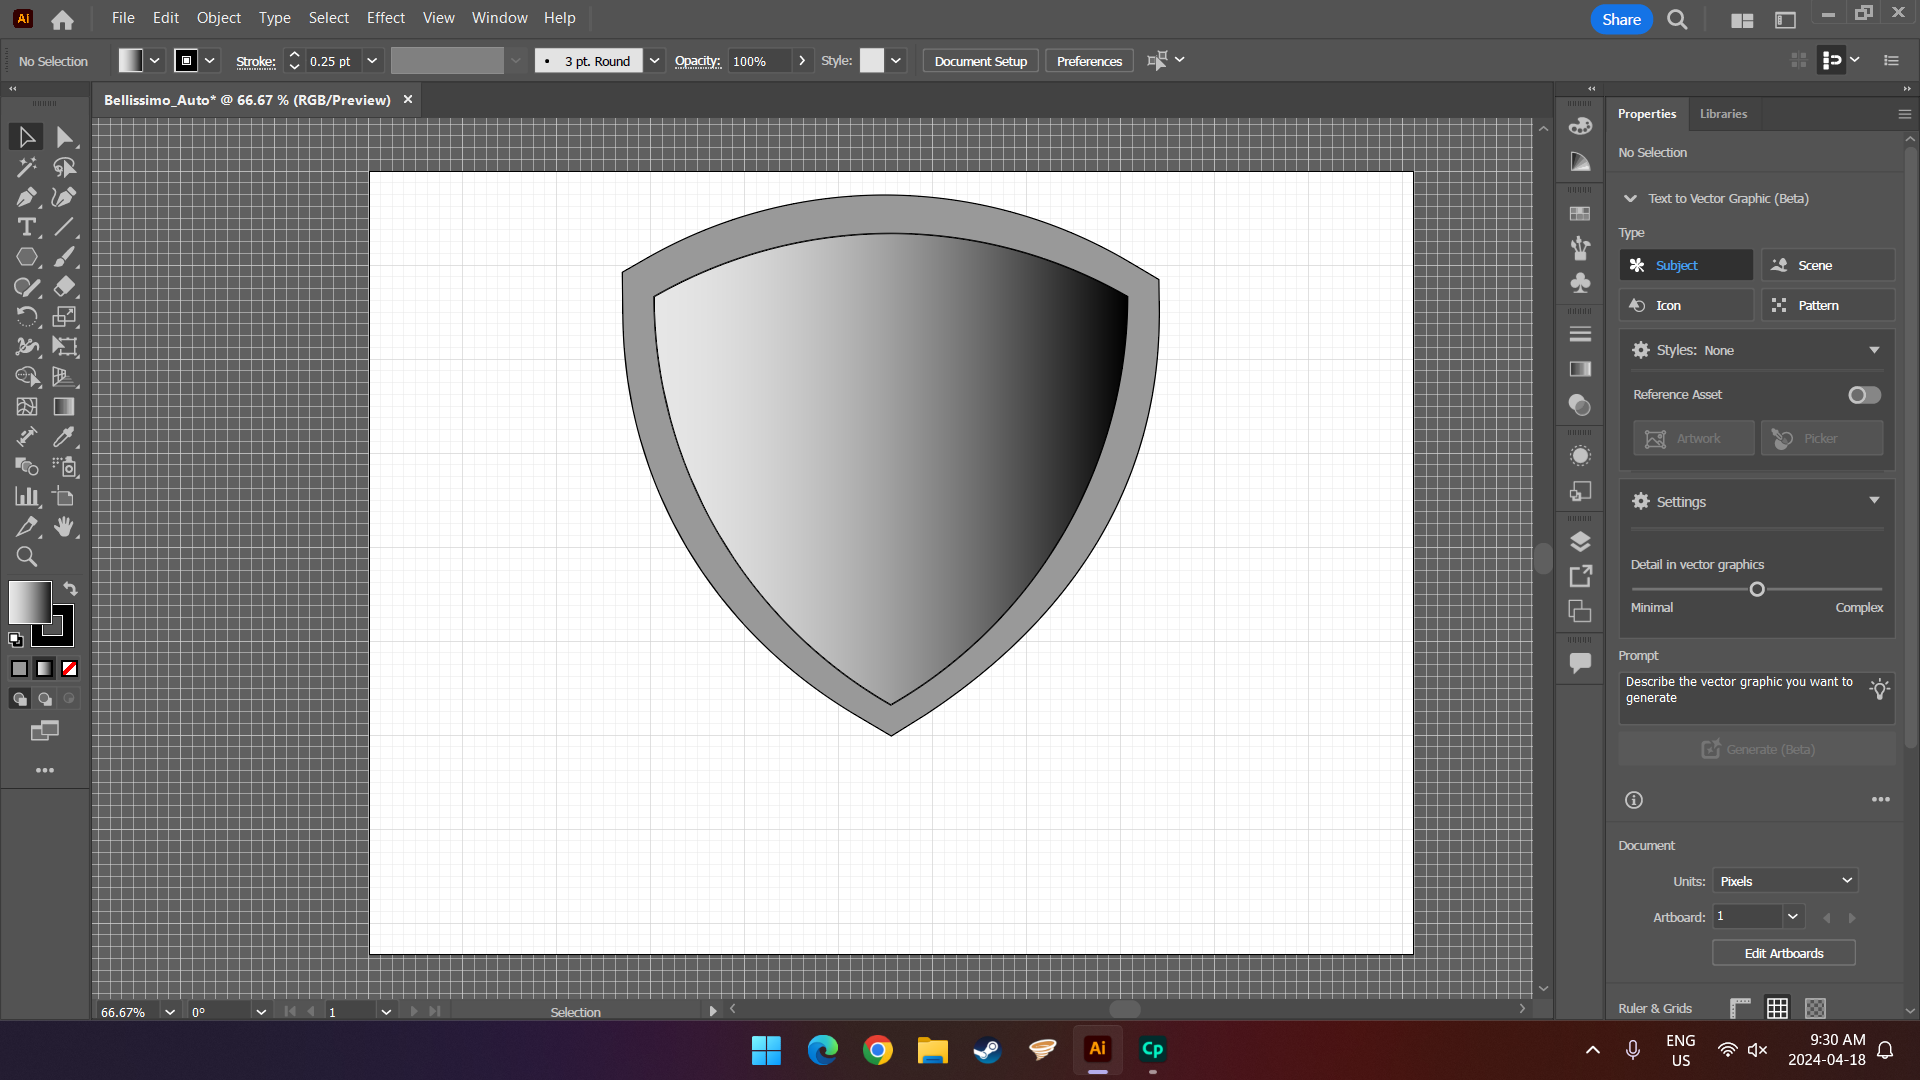 Ai File Edit Object Type Select Effect View Window Help Share
No Selection Stroke: 0.25 pt • 3 pt. Round Opacity: 100% Style: Document Setup Preferences
Bellissimo_Auto* @ 66.67 % (RGB/Preview) ×
Properties Libraries
No Selection
Text to Vector Graphic (Beta)
Type
Subject Scene
Icon Pattern
Styles: None
Reference Asset
Artwork Picker
Settings
Detail in vector graphics
Minimal Complex
Prompt
Describe the vector graphic you want to
generate
Generate (Beta)
Document
Units: Pixels
Artboard: 1
Edit Artboards
Ruler & Grids
66.67% 0° 1 Selection
Ai Cp
ENG
US
9:30 AM
2024-04-18